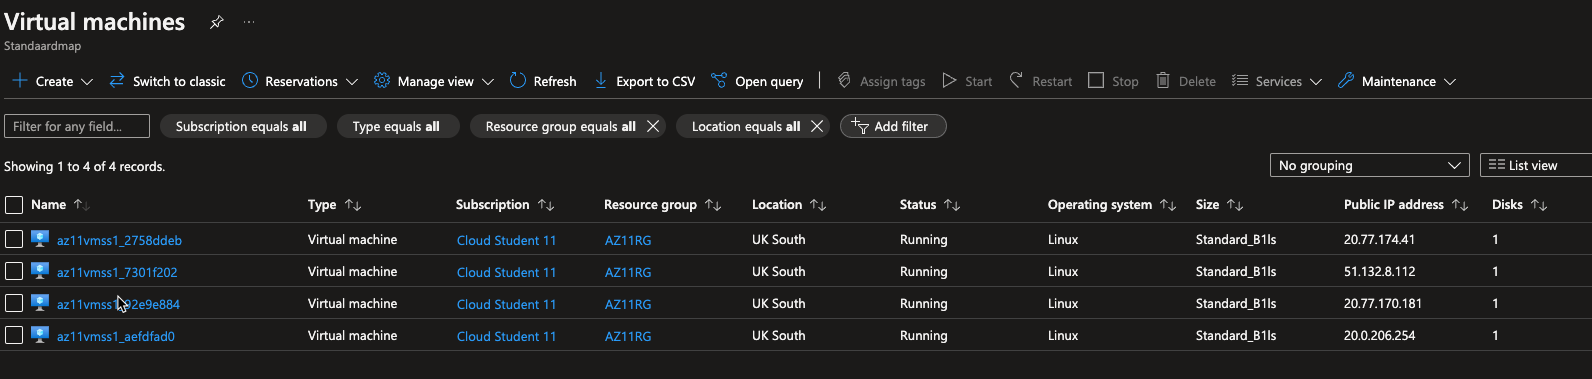 Virtual machines
Standaardmap
Create Switch to classic Reservations Manage view Refresh Export to CSV Open query Assign tags Start Restart Stop Delete Services Maintenance
Filter for any field... Subscription equals all Type equals all Resource group equals all Location equals all Add filter
Showing 1 to 4 of 4 records. No grouping List view
Name Type Subscription Resource group Location Status Operating system Size Public IP address Disks
az11vmss1_2758ddeb Virtual machine Cloud Student 11 AZ11RG UK South Running Linux Standard_B1ls 20.77.174.41 1
az11vmss1_7301f202 Virtual machine Cloud Student 11 AZ11RG UK South Running Linux Standard_B1ls 51.132.8.112 1
az11vmss1_92e9e884 Virtual machine Cloud Student 11 AZ11RG UK South Running Linux Standard_B1ls 20.77.170.181 1
az11vmss1_aefdfad0 Virtual machine Cloud Student 11 AZ11RG UK South Running Linux Standard_B1ls 20.0.206.254 1